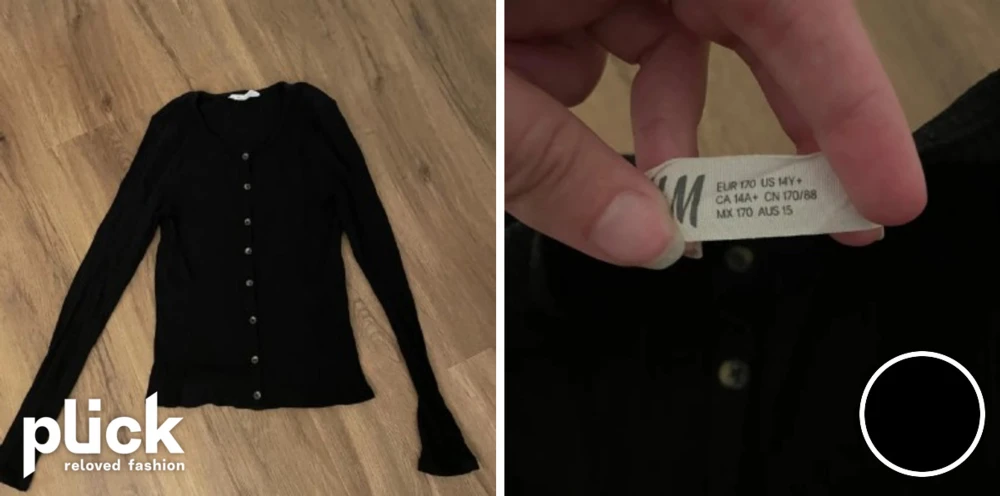 plick
reloved fashion
M
EUR 170 US 14Y+
CA 14A+ CN 170/88
MX 170 AUS 15